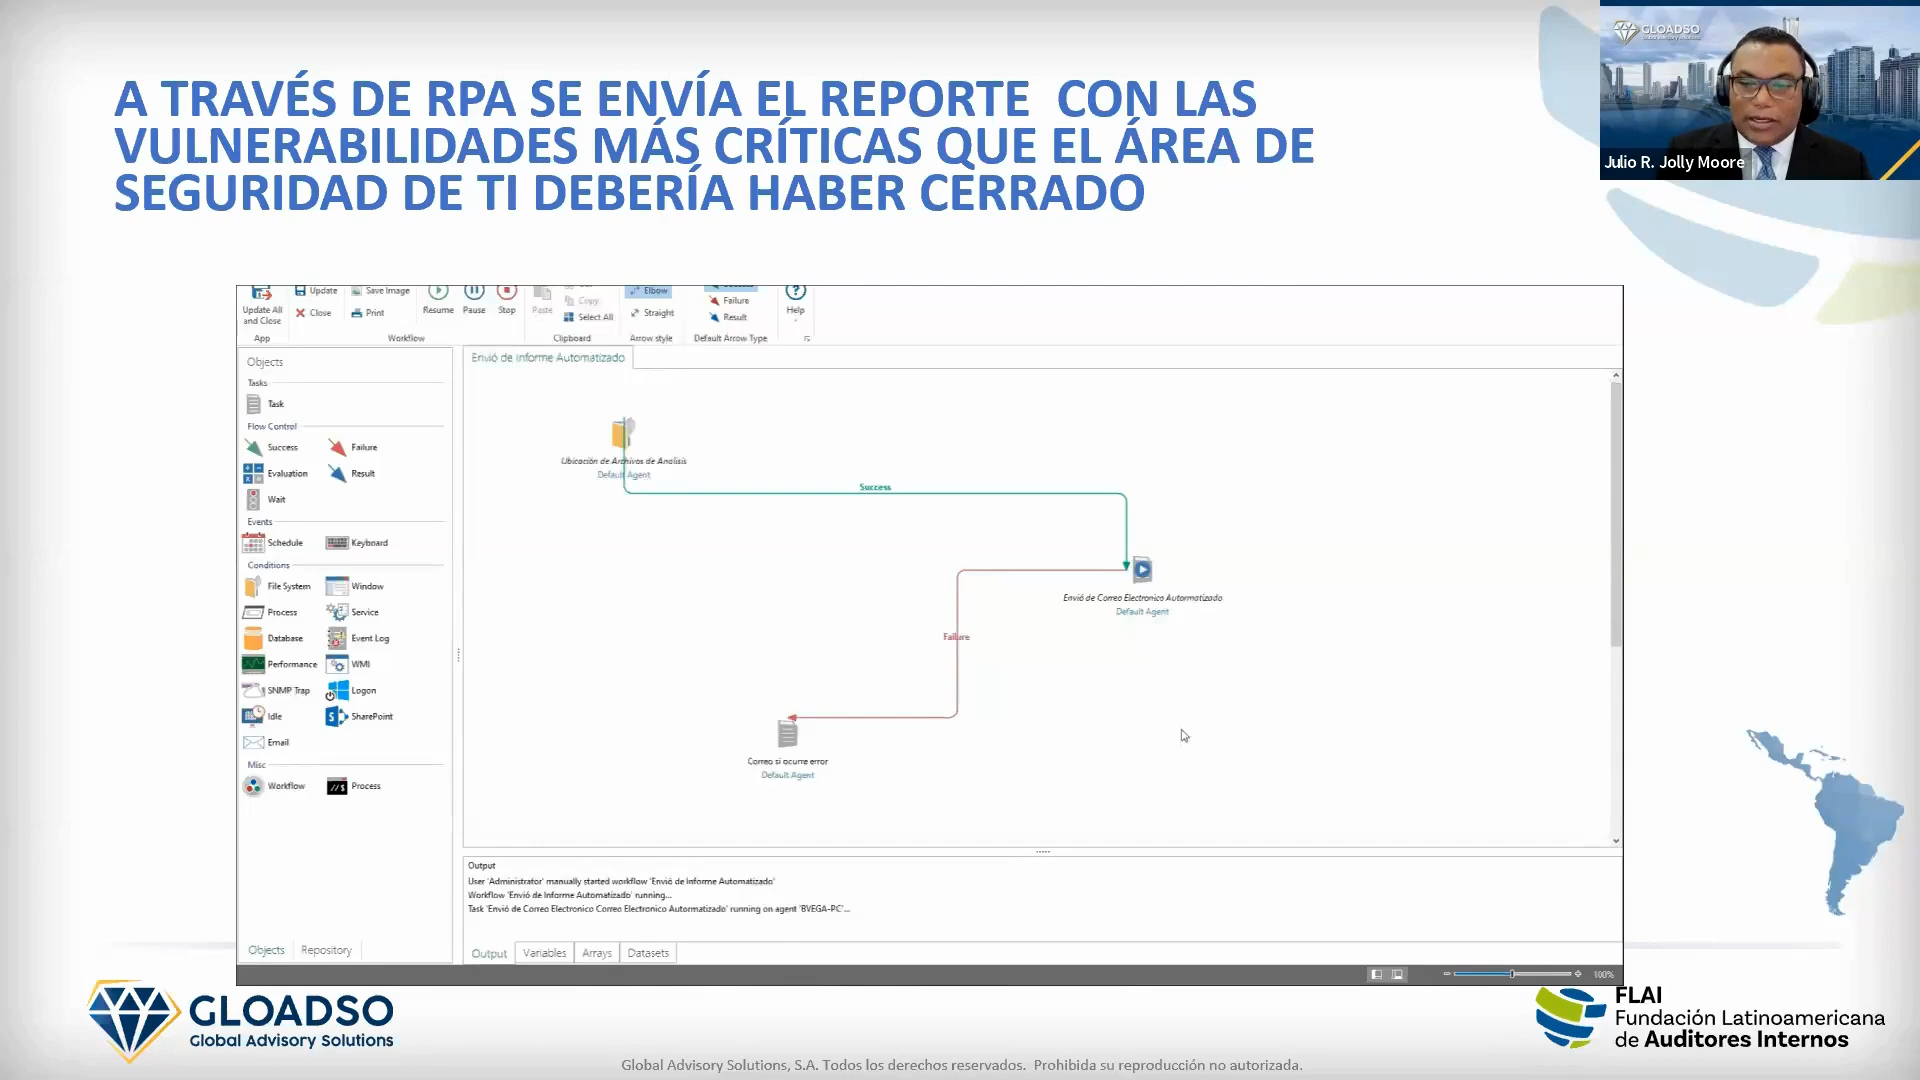 A TRAVÉS DE RPA SE ENVÍA EL REPORTE  CON LAS
VULNERABILIDADES MÁS CRÍTICAS QUE EL ÁREA DE
SEGURIDAD DE TI DEBERÍA HABER CERRADO
GLOADSO
Julio R. Jolly Moore
Update All
and Close
App
Update
Close
Save Image
Print
Workflow
Resume
Pause
Stop
Paste
Copy
Select All
Clipboard
Elbow
Straight
Arrow style
Failure
Result
Default Arrow Type
Help
Objects
Tasks
Task
Flow Control
Success
Failure
Evaluation
Result
Wait
Events
Schedule
Keyboard
Conditions
File System
Window
Process
Service
Database
Event Log
Performance
WMI
SNMP Trap
Logon
Idle
SharePoint
Email
Misc
Workflow
Process
Objects
Repository
Envió de Informe Automatizado
Ubicación de Archivos de Analisis
Default Agent
Success
Envió de Correo Electronico Autormatizado
Default Agent
Failure
Correo si ocurre error
Default Agent
Output
User 'Administrator' manually started workflow 'Envió de Informe Automatizado'
Workflow 'Envió de Informe Automatizado' running...
Task 'Envió de Correo Electronico Correo Electronico Autormatizado' running on agent 'BVEGA-PC'...
Output
Variables
Arrays
Datasets
100%
GLOADSO
Global Advisory Solutions
FLAI
Fundación Latinoamericana
de Auditores Internos
Global Advisory Solutions, S.A. Todos los derechos reservados.  Prohibida su reproducción no autorizada.